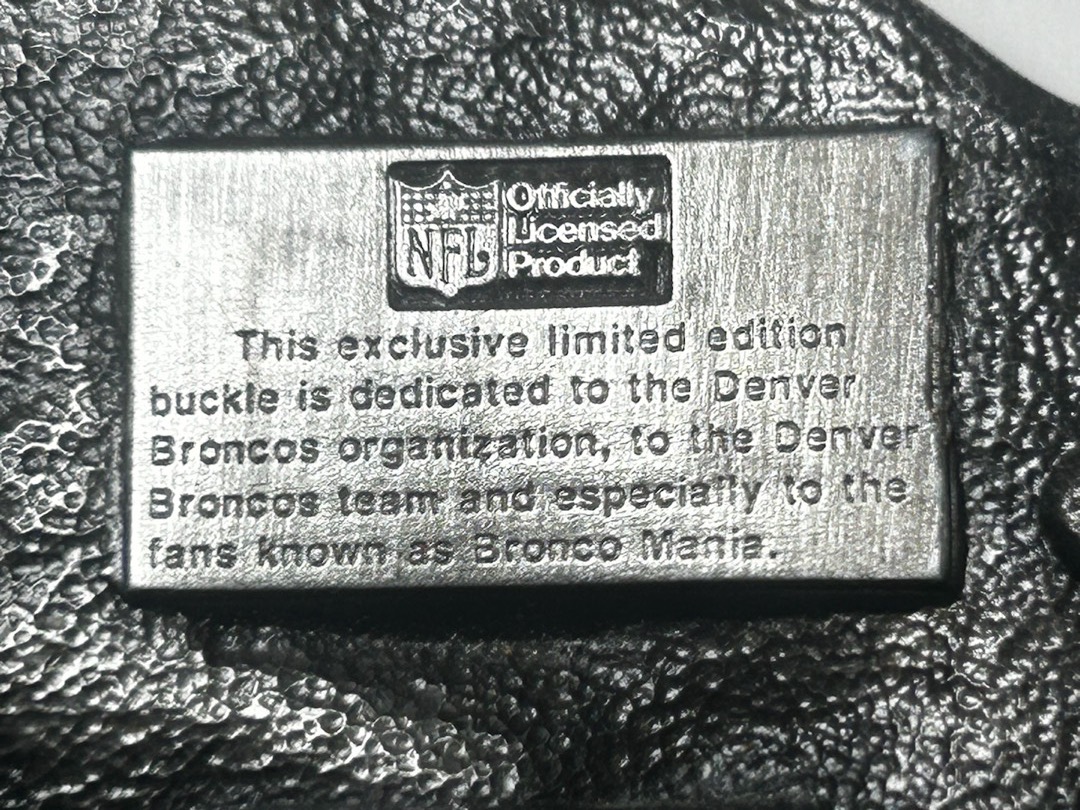 NFL
Officially
Licensed
Product
This exclusive limited edition
buckle is dedicated to the Denver
Broncos organization, to the Denver
Broncos team and especially to the
fans known as Bronco Mania.